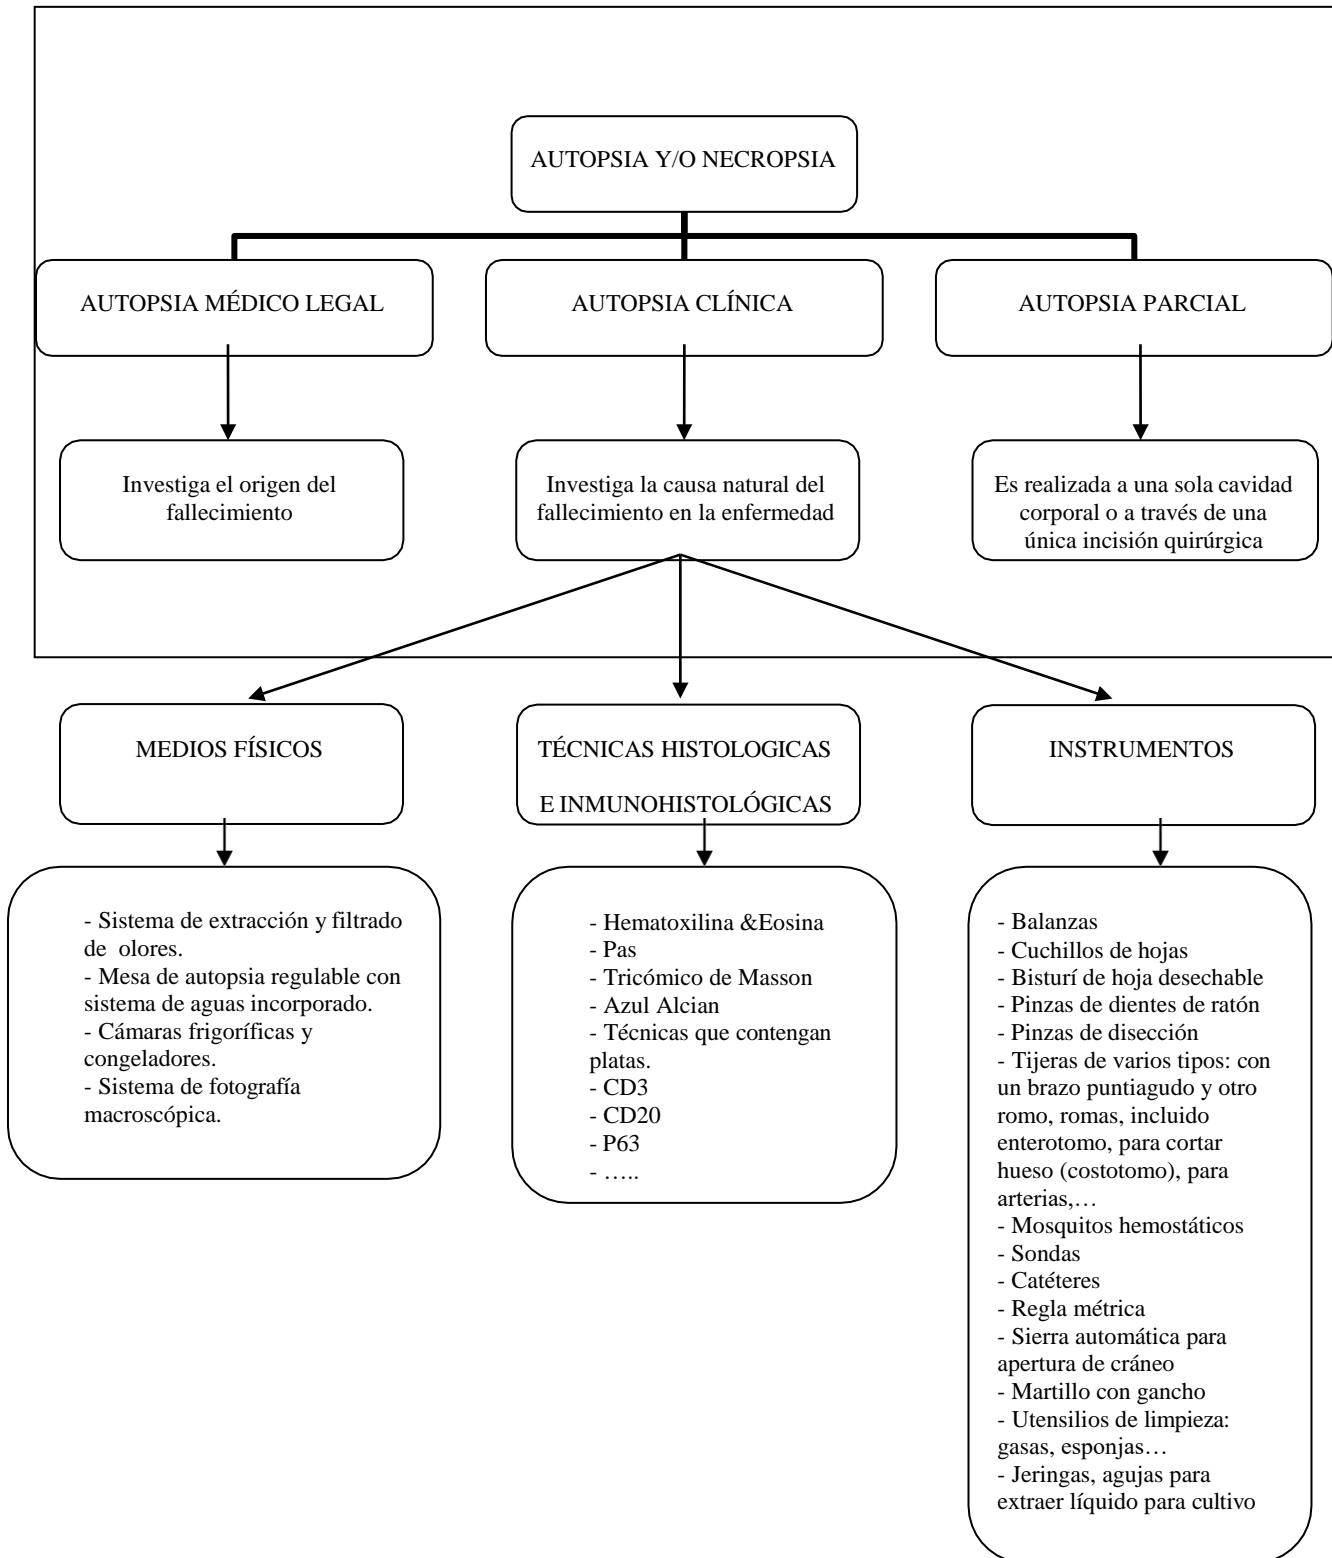 AUTOPSIA Y/O NECROPSIA
AUTOPSIA MÉDICO LEGAL
AUTOPSIA CLÍNICA
AUTOPSIA PARCIAL
Investiga el origen del
fallecimiento
Investiga la causa natural del
fallecimiento en la enfermedad
Es realizada a una sola cavidad
corporal o a través de una
única incisión quirúrgica
MEDIOS FÍSICOS
TÉCNICAS HISTOLOGICAS
E INMUNOHISTOLÓGICAS
INSTRUMENTOS
- Sistema de extracción y filtrado
de olores.
- Mesa de autopsia regulable con
sistema de aguas incorporado.
- Cámaras frigoríficas y
congeladores.
- Sistema de fotografía
macroscópica.
- Hematoxilina &Eosina
- Pas
- Tricómico de Masson
- Azul Alcian
- Técnicas que contengan
platas.
- CD3
- CD20
- P63
- …..
- Balanzas
- Cuchillos de hojas
- Bisturí de hoja desechable
- Pinzas de dientes de ratón
- Pinzas de disección
- Tijeras de varios tipos: con
un brazo puntiagudo y otro
romo, romas, incluido
enterotomo, para cortar
hueso (costotomo), para
arterias,…
- Mosquitos hemostáticos
- Sondas
- Catéteres
- Regla métrica
- Sierra automática para
apertura de cráneo
- Martillo con gancho
- Utensilios de limpieza:
gasas, esponjas…
- Jeringas, agujas para
extraer líquido para cultivo